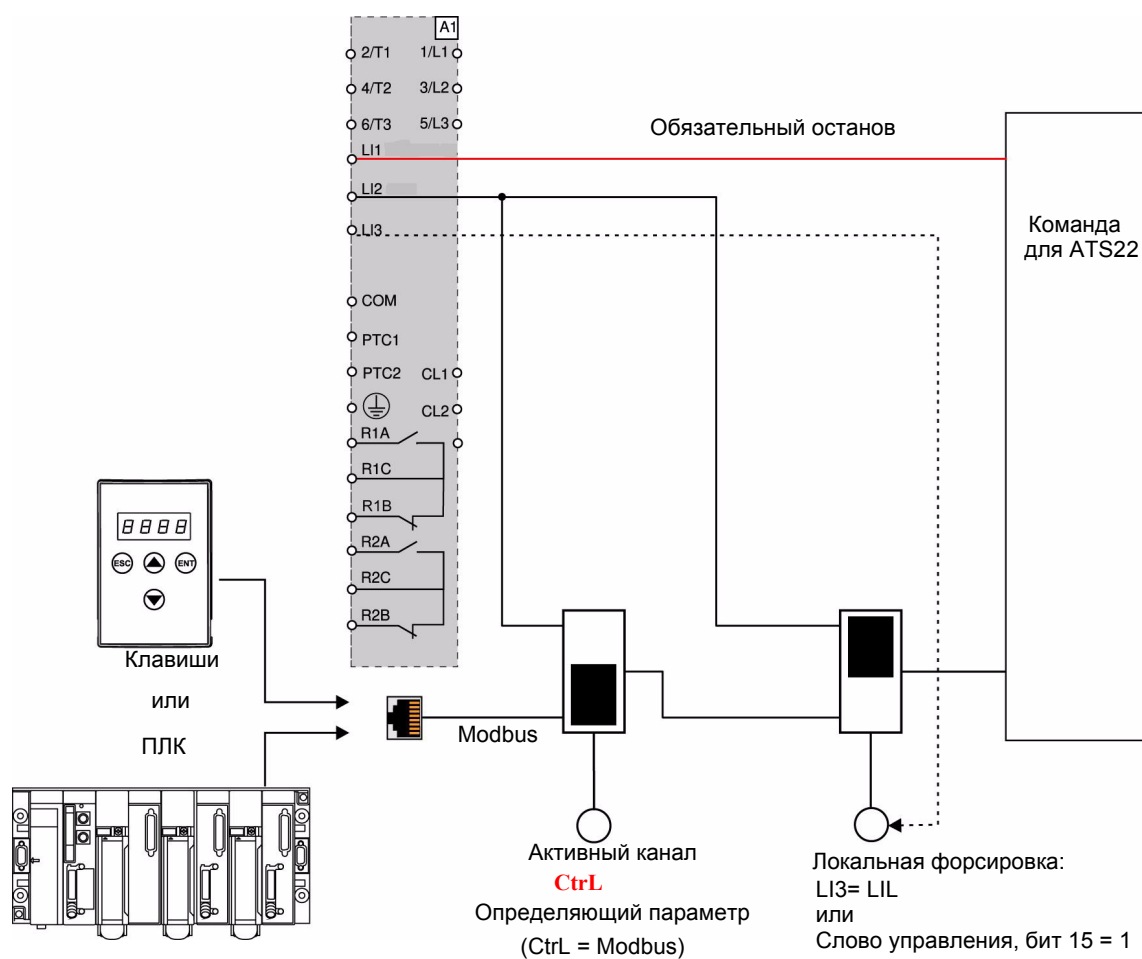 A1
2/T1 1/L1
4/T2 3/L2
6/T3 5/L3
Обязательный останов
LI1
LI2
LI3
Команда
для ATS22
COM
PTC1
PTC2 CL1
CL2
R1A
R1C
R1B
R2A
R2C
R2B
8888
ESC ENT
Клавиши
или
ПЛК
Modbus
Активный канал
CtrL
Определяющий параметр
(CtrL = Modbus)
Локальная форсировка:
LI3= LIL
или
Слово управления, бит 15 = 1